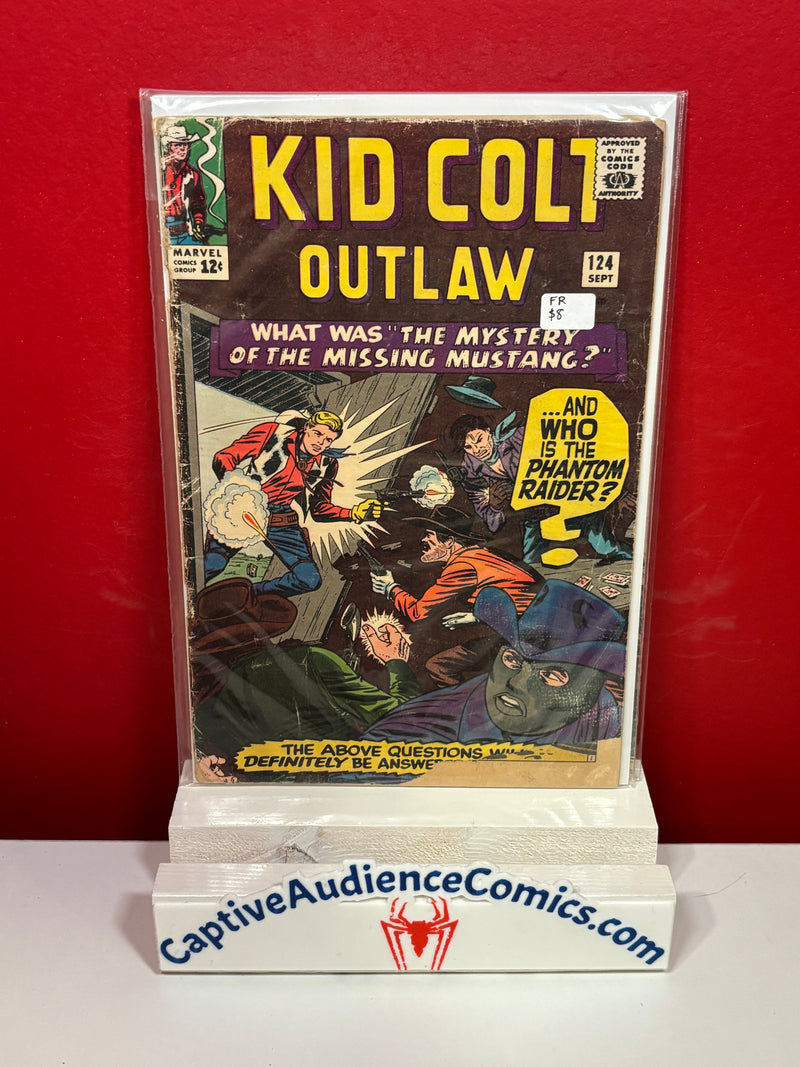 KID COLT
OUTLAW
APPROVED
BY THE
COMICS
CODE
AUTHORITY
MARVEL
COMICS
GROUP 12¢
124
SEPT
FR
$8
WHAT WAS "THE MYSTERY
OF THE MISSING MUSTANG?"
...AND
WHO
IS THE
PHANTOM
RAIDER?
?
THE ABOVE QUESTIONS
DEFINITELY BE
CaptiveAudienceComics.com